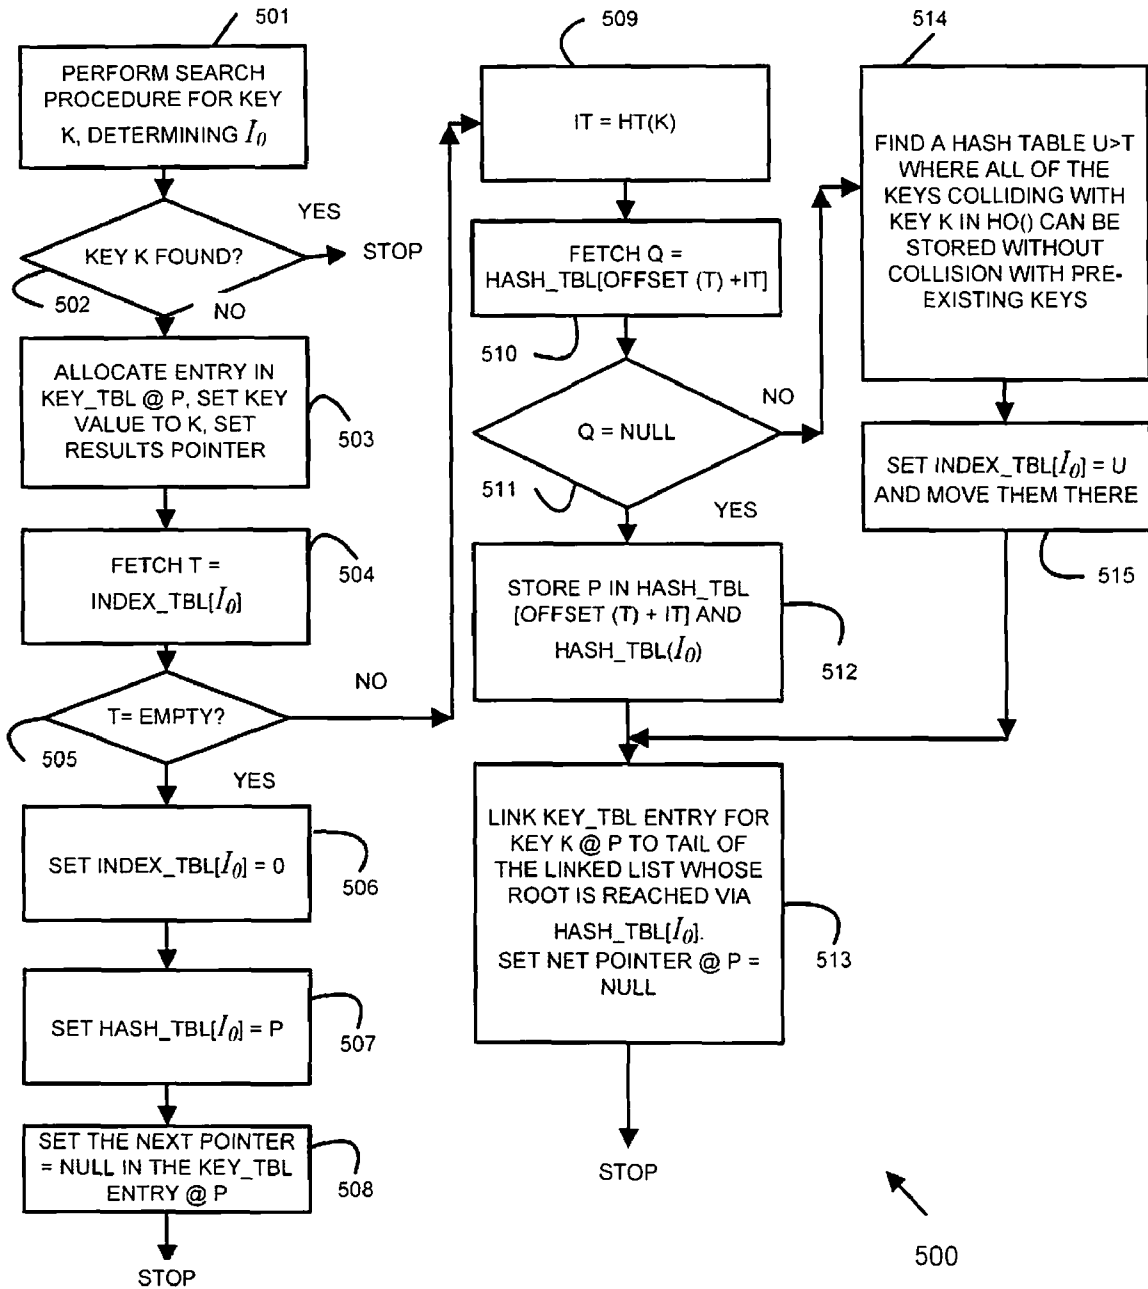 501
PERFORM SEARCH
PROCEDURE FOR KEY
K, DETERMINING I0
YES
KEY K FOUND?
STOP
502
NO
ALLOCATE ENTRY IN
KEY_TBL @ P, SET KEY
VALUE TO K, SET
RESULTS POINTER
503
FETCH T =
INDEX_TBL[I0]
504
NO
T= EMPTY?
505
YES
SET INDEX_TBL[I0] = 0
506
SET HASH_TBL[I0] = P
507
SET THE NEXT POINTER
= NULL IN THE KEY_TBL
ENTRY @ P
508
STOP
509
IT = HT(K)
FETCH Q =
HASH_TBL[OFFSET (T) +IT]
510
NO
Q = NULL
511
YES
STORE P IN HASH_TBL
[OFFSET (T) + IT] AND
HASH_TBL(I0)
512
LINK KEY_TBL ENTRY FOR
KEY K @ P TO TAIL OF
THE LINKED LIST WHOSE
ROOT IS REACHED VIA
HASH_TBL[I0].
SET NET POINTER @ P =
NULL
513
STOP
514
FIND A HASH TABLE U>T
WHERE ALL OF THE
KEYS COLLIDING WITH
KEY K IN HO() CAN BE
STORED WITHOUT
COLLISION WITH PRE-
EXISTING KEYS
SET INDEX_TBL[I0] = U
AND MOVE THEM THERE
515
500